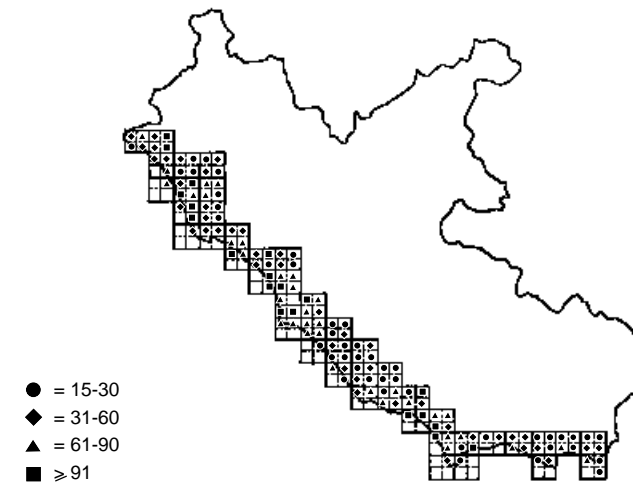 ● = 15-30
◆ = 31-60
▲ = 61-90
■ ⩾ 91